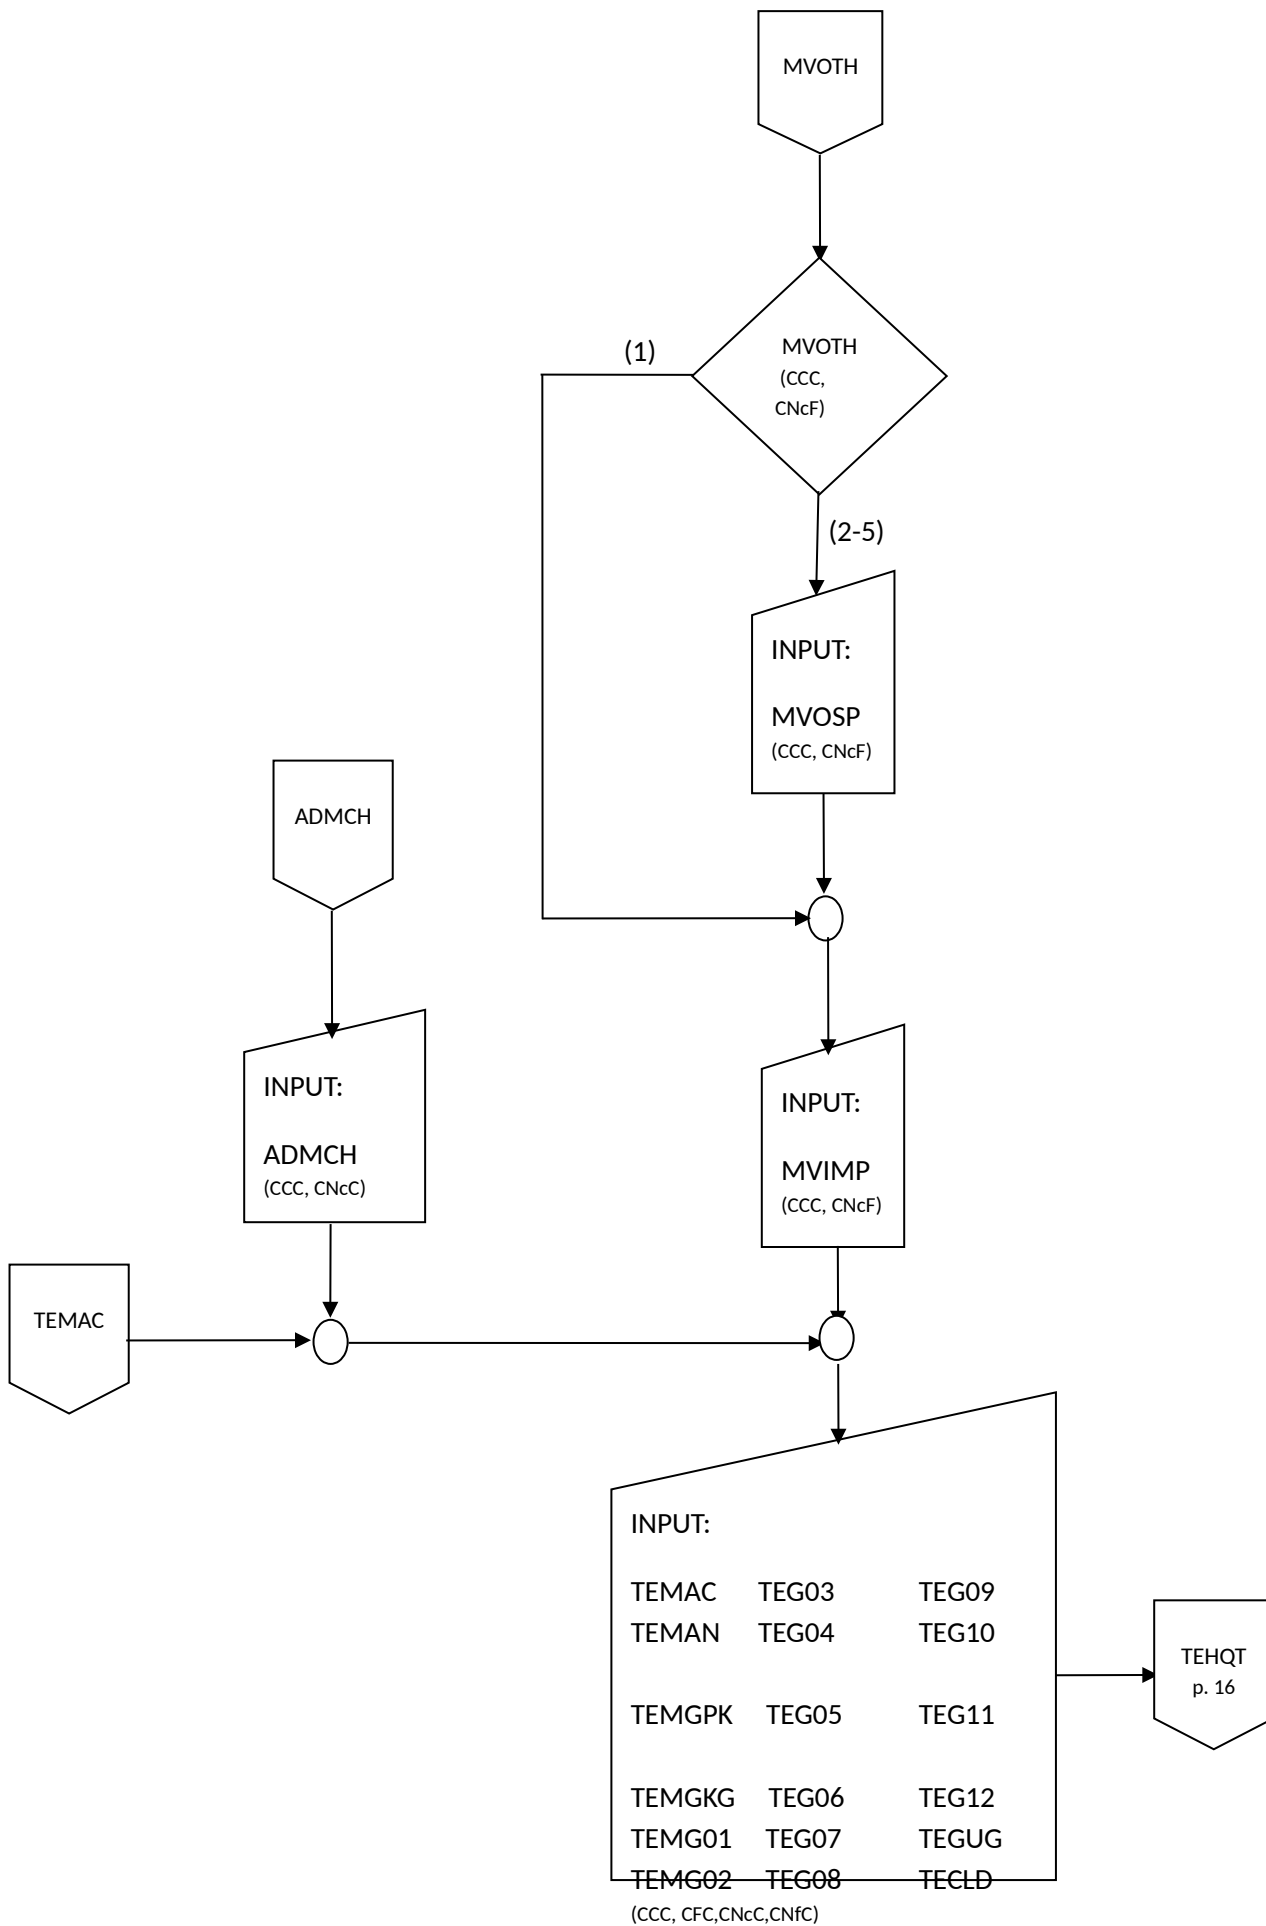 MVOTH
(1)
MVOTH
(CCC,
CNcF)
(2-5)
INPUT:
MVOSP
(CCC, CNcF)
ADMCH
INPUT:
ADMCH
(CCC, CNcC)
INPUT:
MVIMP
(CCC, CNcF)
TEMAC
INPUT:
TEMAC TEG03 TEG09
TEMAN TEG04 TEG10
TEMGPK TEG05 TEG11
TEMGKG TEG06 TEG12
TEMG01 TEG07 TEGUG
TEMG02 TEG08 TECLD
(CCC, CFC,CNcC,CNfC)
TEHQT
p. 16